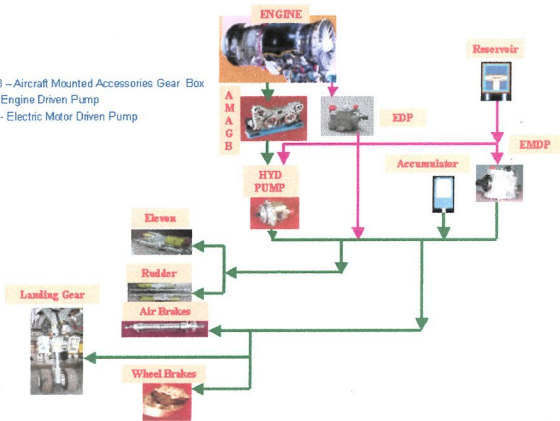 ENGINE
Reservoir
– Aircraft Mounted Accessories Gear Box
Engine Driven Pump
- Electric Motor Driven Pump
A
M
A
G
B
EDP
EMDP
Accumulator
HYD
PUMP
Elevon
Rudder
Landing Gear
Air Brakes
Wheel Brakes